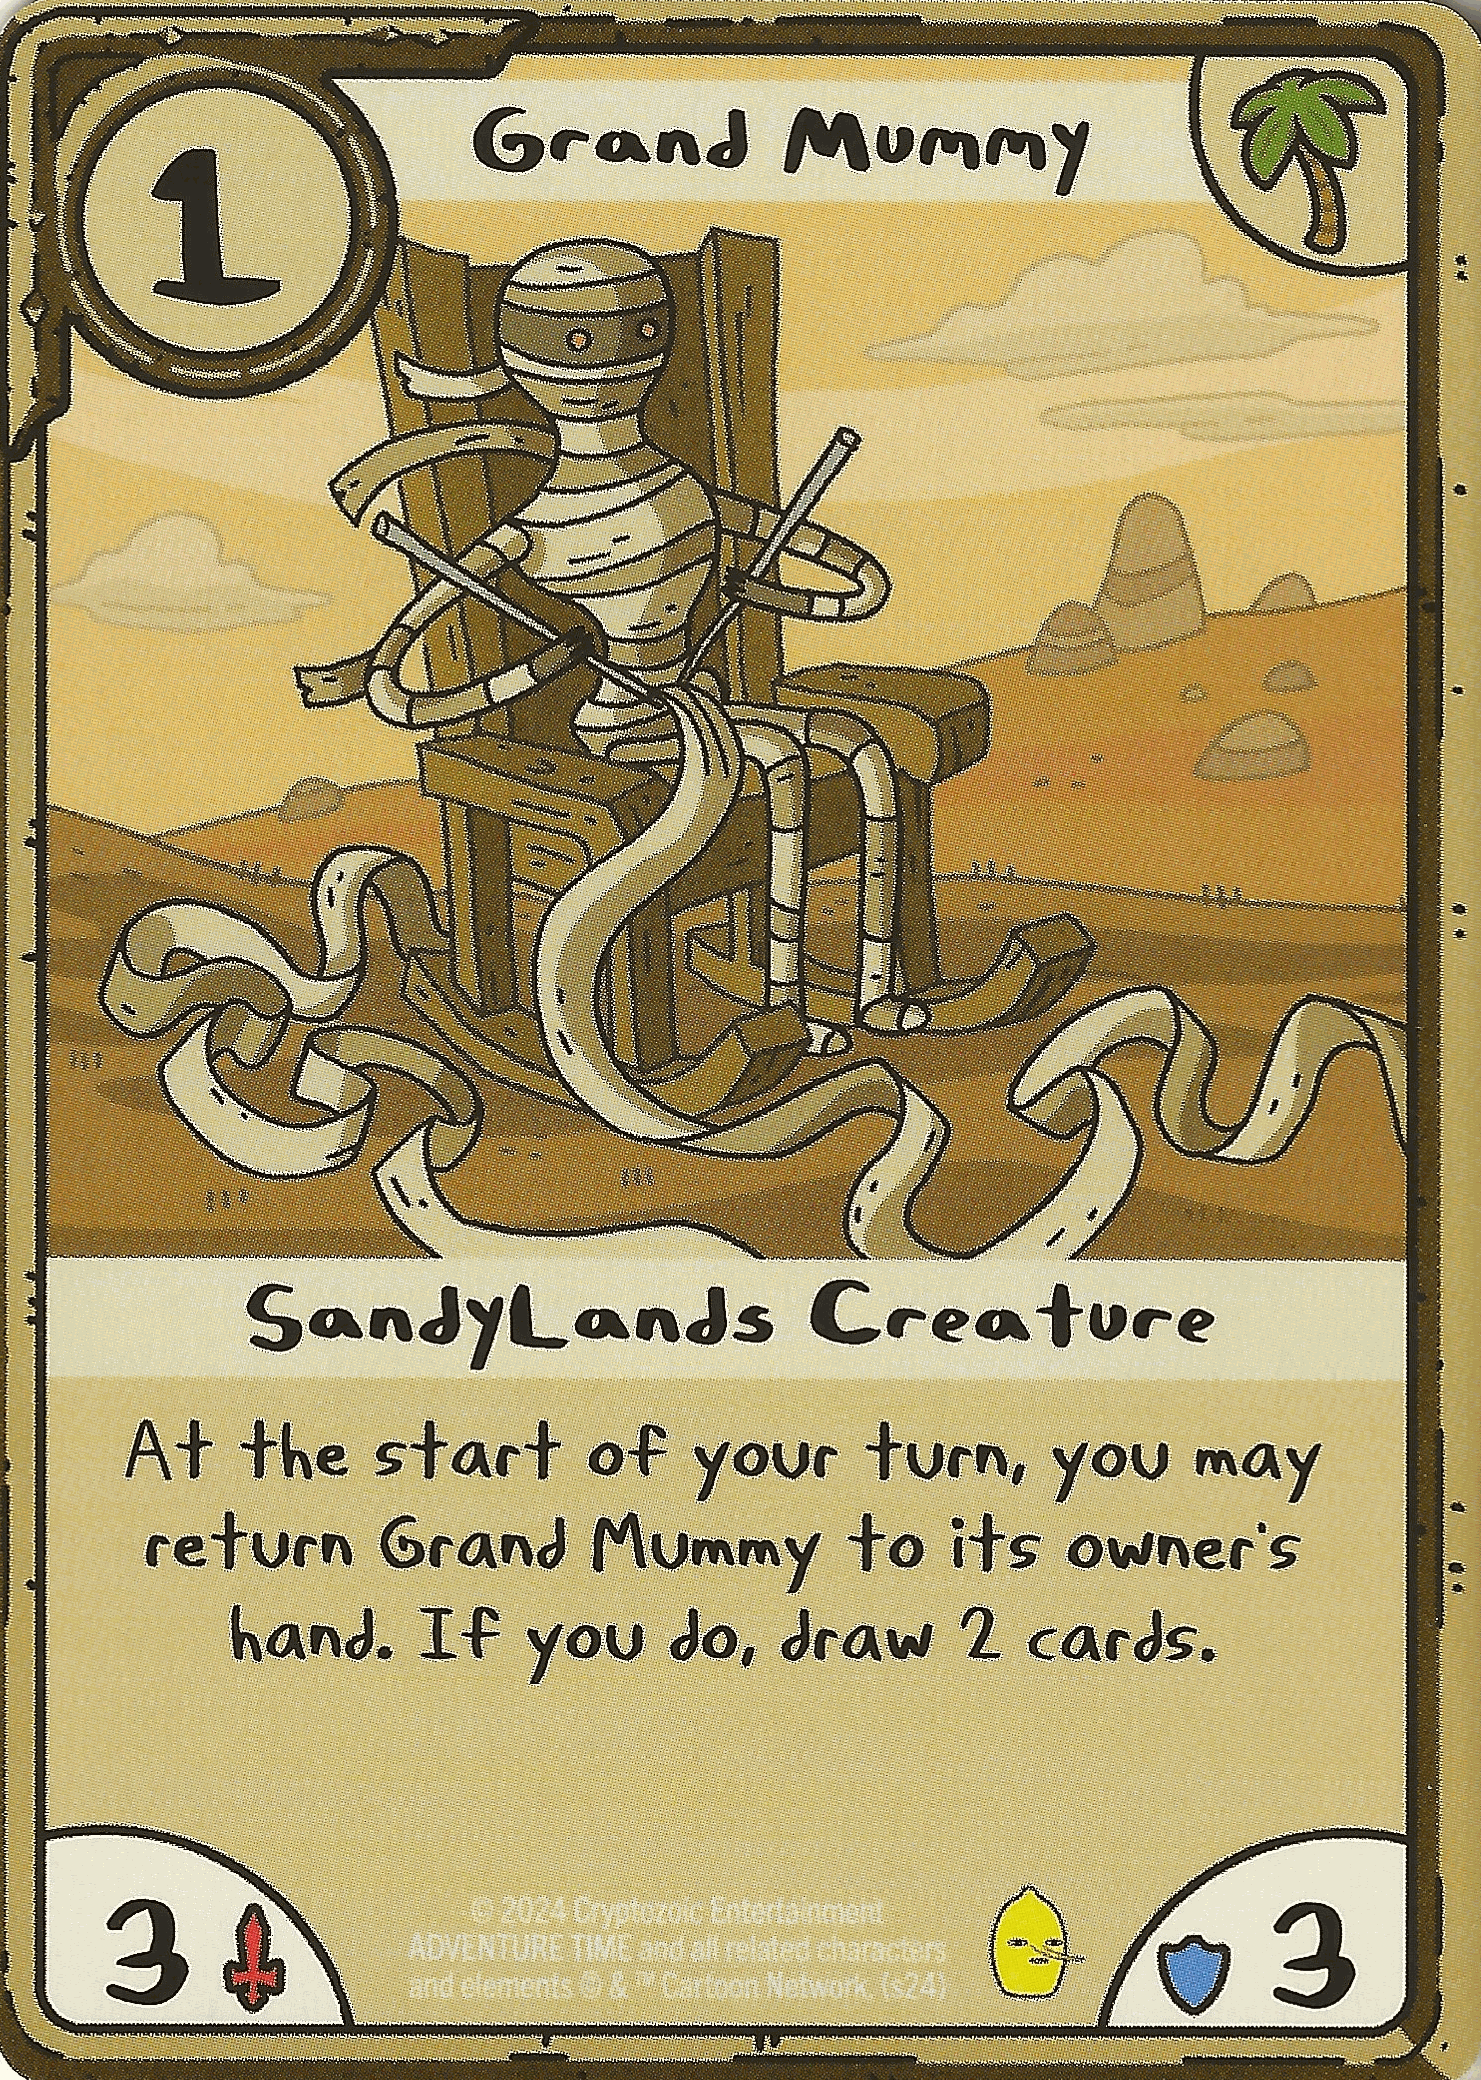 1
Grand Mummy
SandyLands Creature
At the start of your turn, you may
return Grand Mummy to its owner's
hand. If you do, draw 2 cards.
3
© 2024 Cryptozoic Entertainment
ADVENTURE TIME and all related characters
and elements © & ™ Cartoon Network. (s24)
3